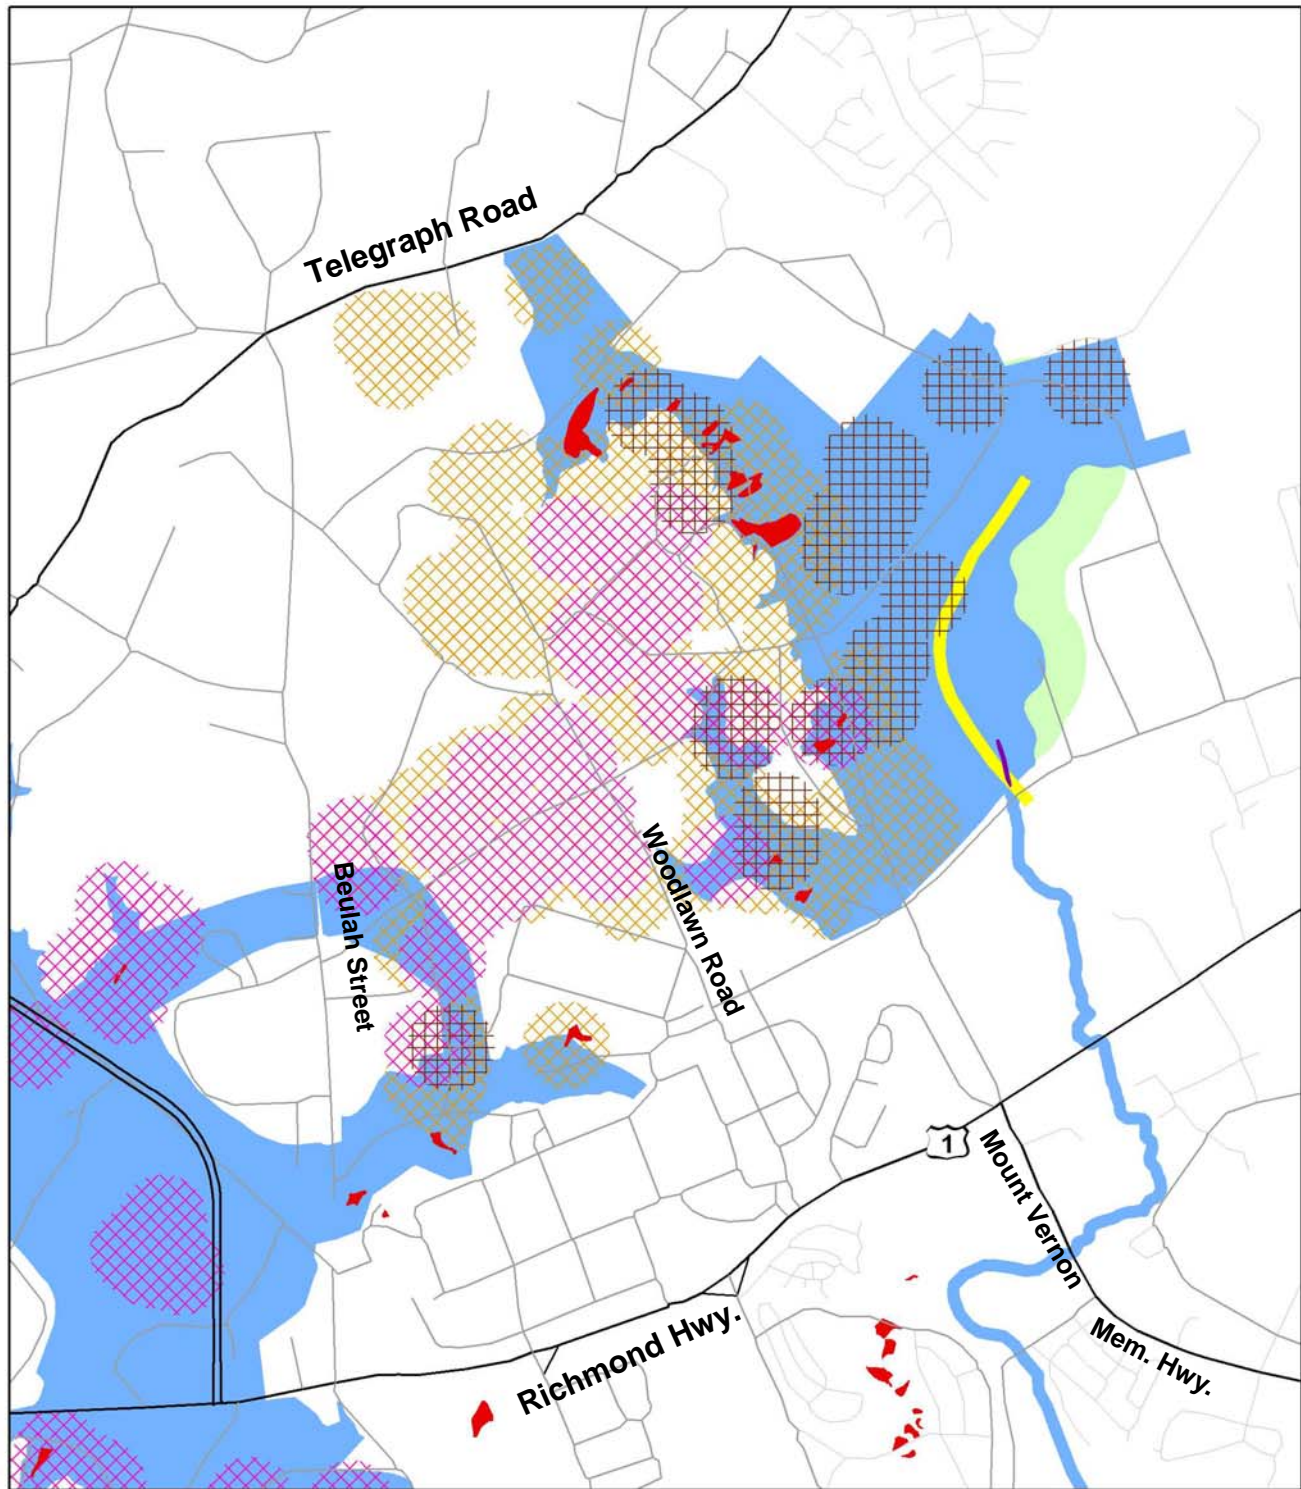 Telegraph Road
Woodlawn Road
Beulah Street
1
Mount Vernon
Mem. Hwy.
Richmond Hwy.